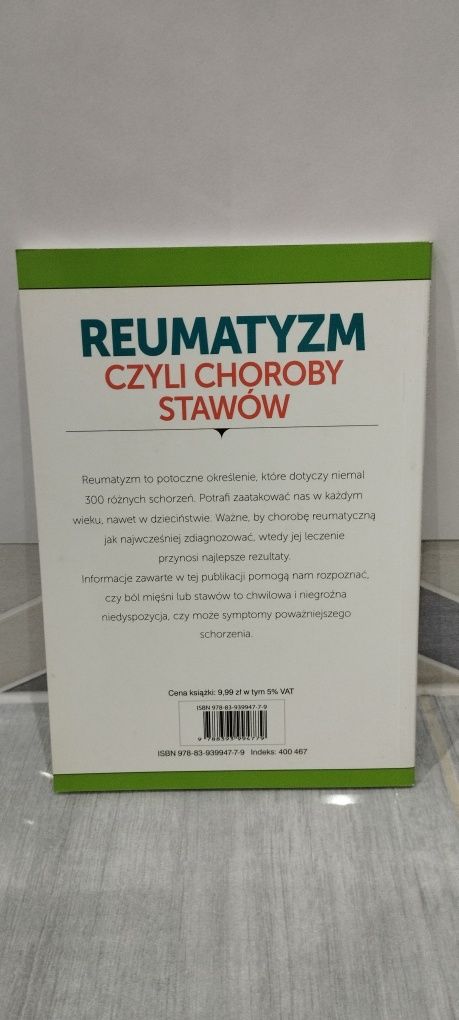 REUMATYZM
CZYLI CHOROBY
STAWÓW
Reumatyzm to potoczne określenie, które dotyczy niemal
300 różnych schorzeń. Potrafi zaatakować nas w każdym
wieku, nawet w dzieciństwie. Ważne, by chorobę reumatyczną
jak najwcześniej zdiagnozować, wtedy jej leczenie
przynosi najlepsze rezultaty.
Informacje zawarte w tej publikacji pomogą nam rozpoznać,
czy ból mięśni lub stawów to chwilowa i niegroźna
niedyspozycja, czy może symptomy poważniejszego
schorzenia.
Cena książki: 9,99 zł w tym 5% VAT
ISBN 978-83-939947-7-9
9 788393 994779
ISBN 978-83-939947-7-9 Indeks: 400 467